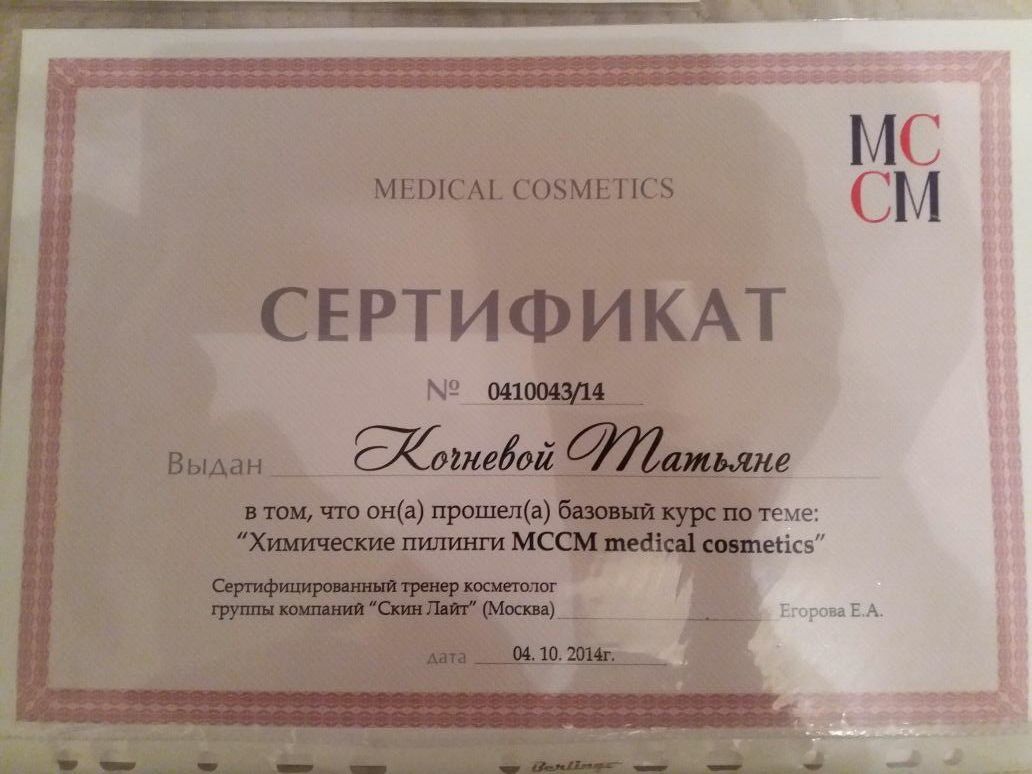 MC
CM
MEDICAL COSMETICS
СЕРТИФИКАТ
№ 0410043/14
Выдан Кочневой Татьяне
в том, что он(а) прошел(а) базовый курс по теме:
“Химические пилинги MCCM medical cosmetics”
Сертифицированный тренер косметолог
группы компаний “Скин Лайт” (Москва) Егорова Е.А.
дата 04. 10. 2014г.
Berlingo